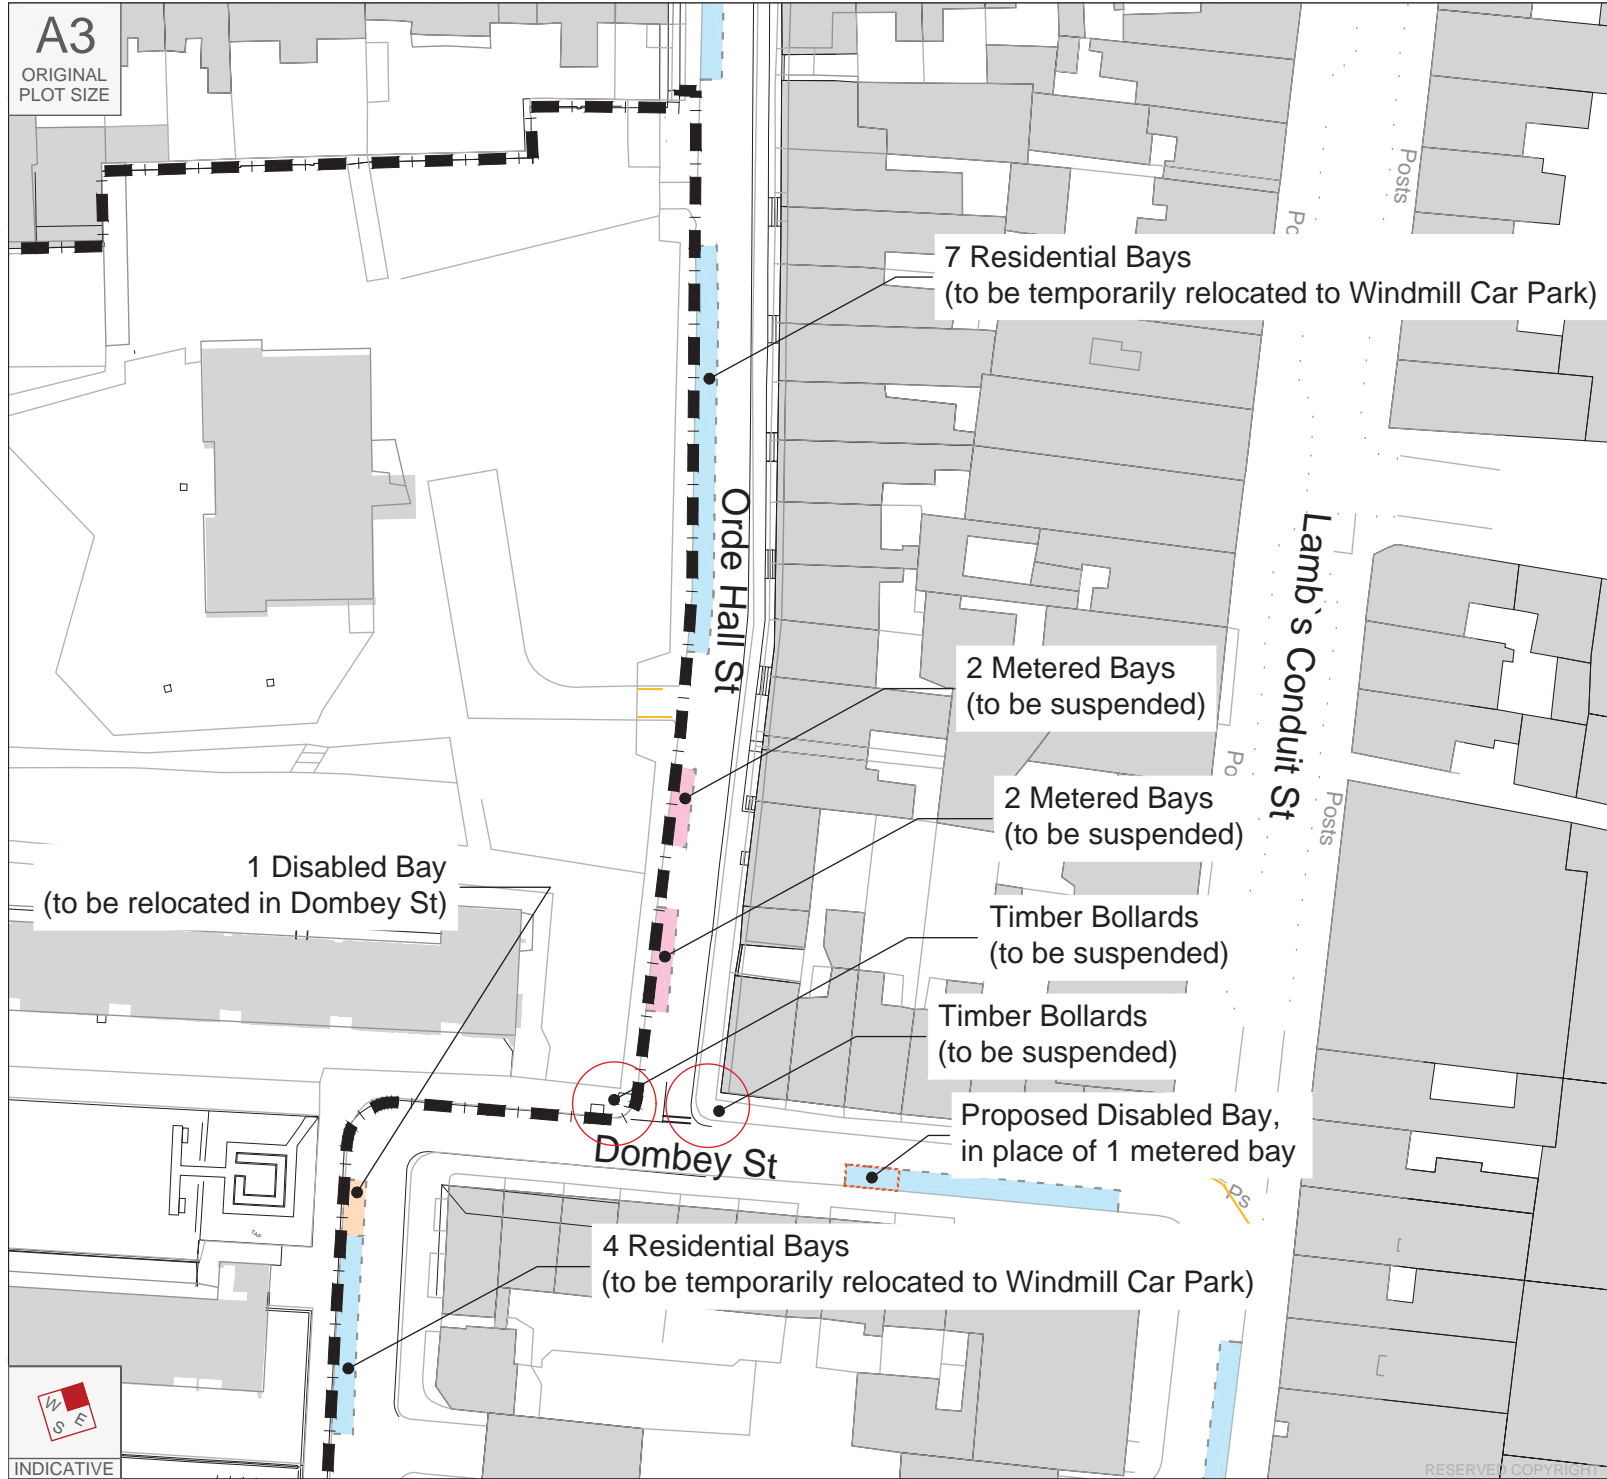 A3
ORIGINAL
PLOT SIZE
Posts
Po
7 Residential Bays
(to be temporarily relocated to Windmill Car Park)
Orde Hall St
Lamb`s Conduit St
2 Metered Bays
(to be suspended)
Po
Posts
2 Metered Bays
(to be suspended)
1 Disabled Bay
(to be relocated in Dombey St)
Timber Bollards
(to be suspended)
Timber Bollards
(to be suspended)
Proposed Disabled Bay,
in place of 1 metered bay
Dombey St
Ps
TAP
4 Residential Bays
(to be temporarily relocated to Windmill Car Park)
W
E
S
INDICATIVE
RESERVED COPYRIGHT